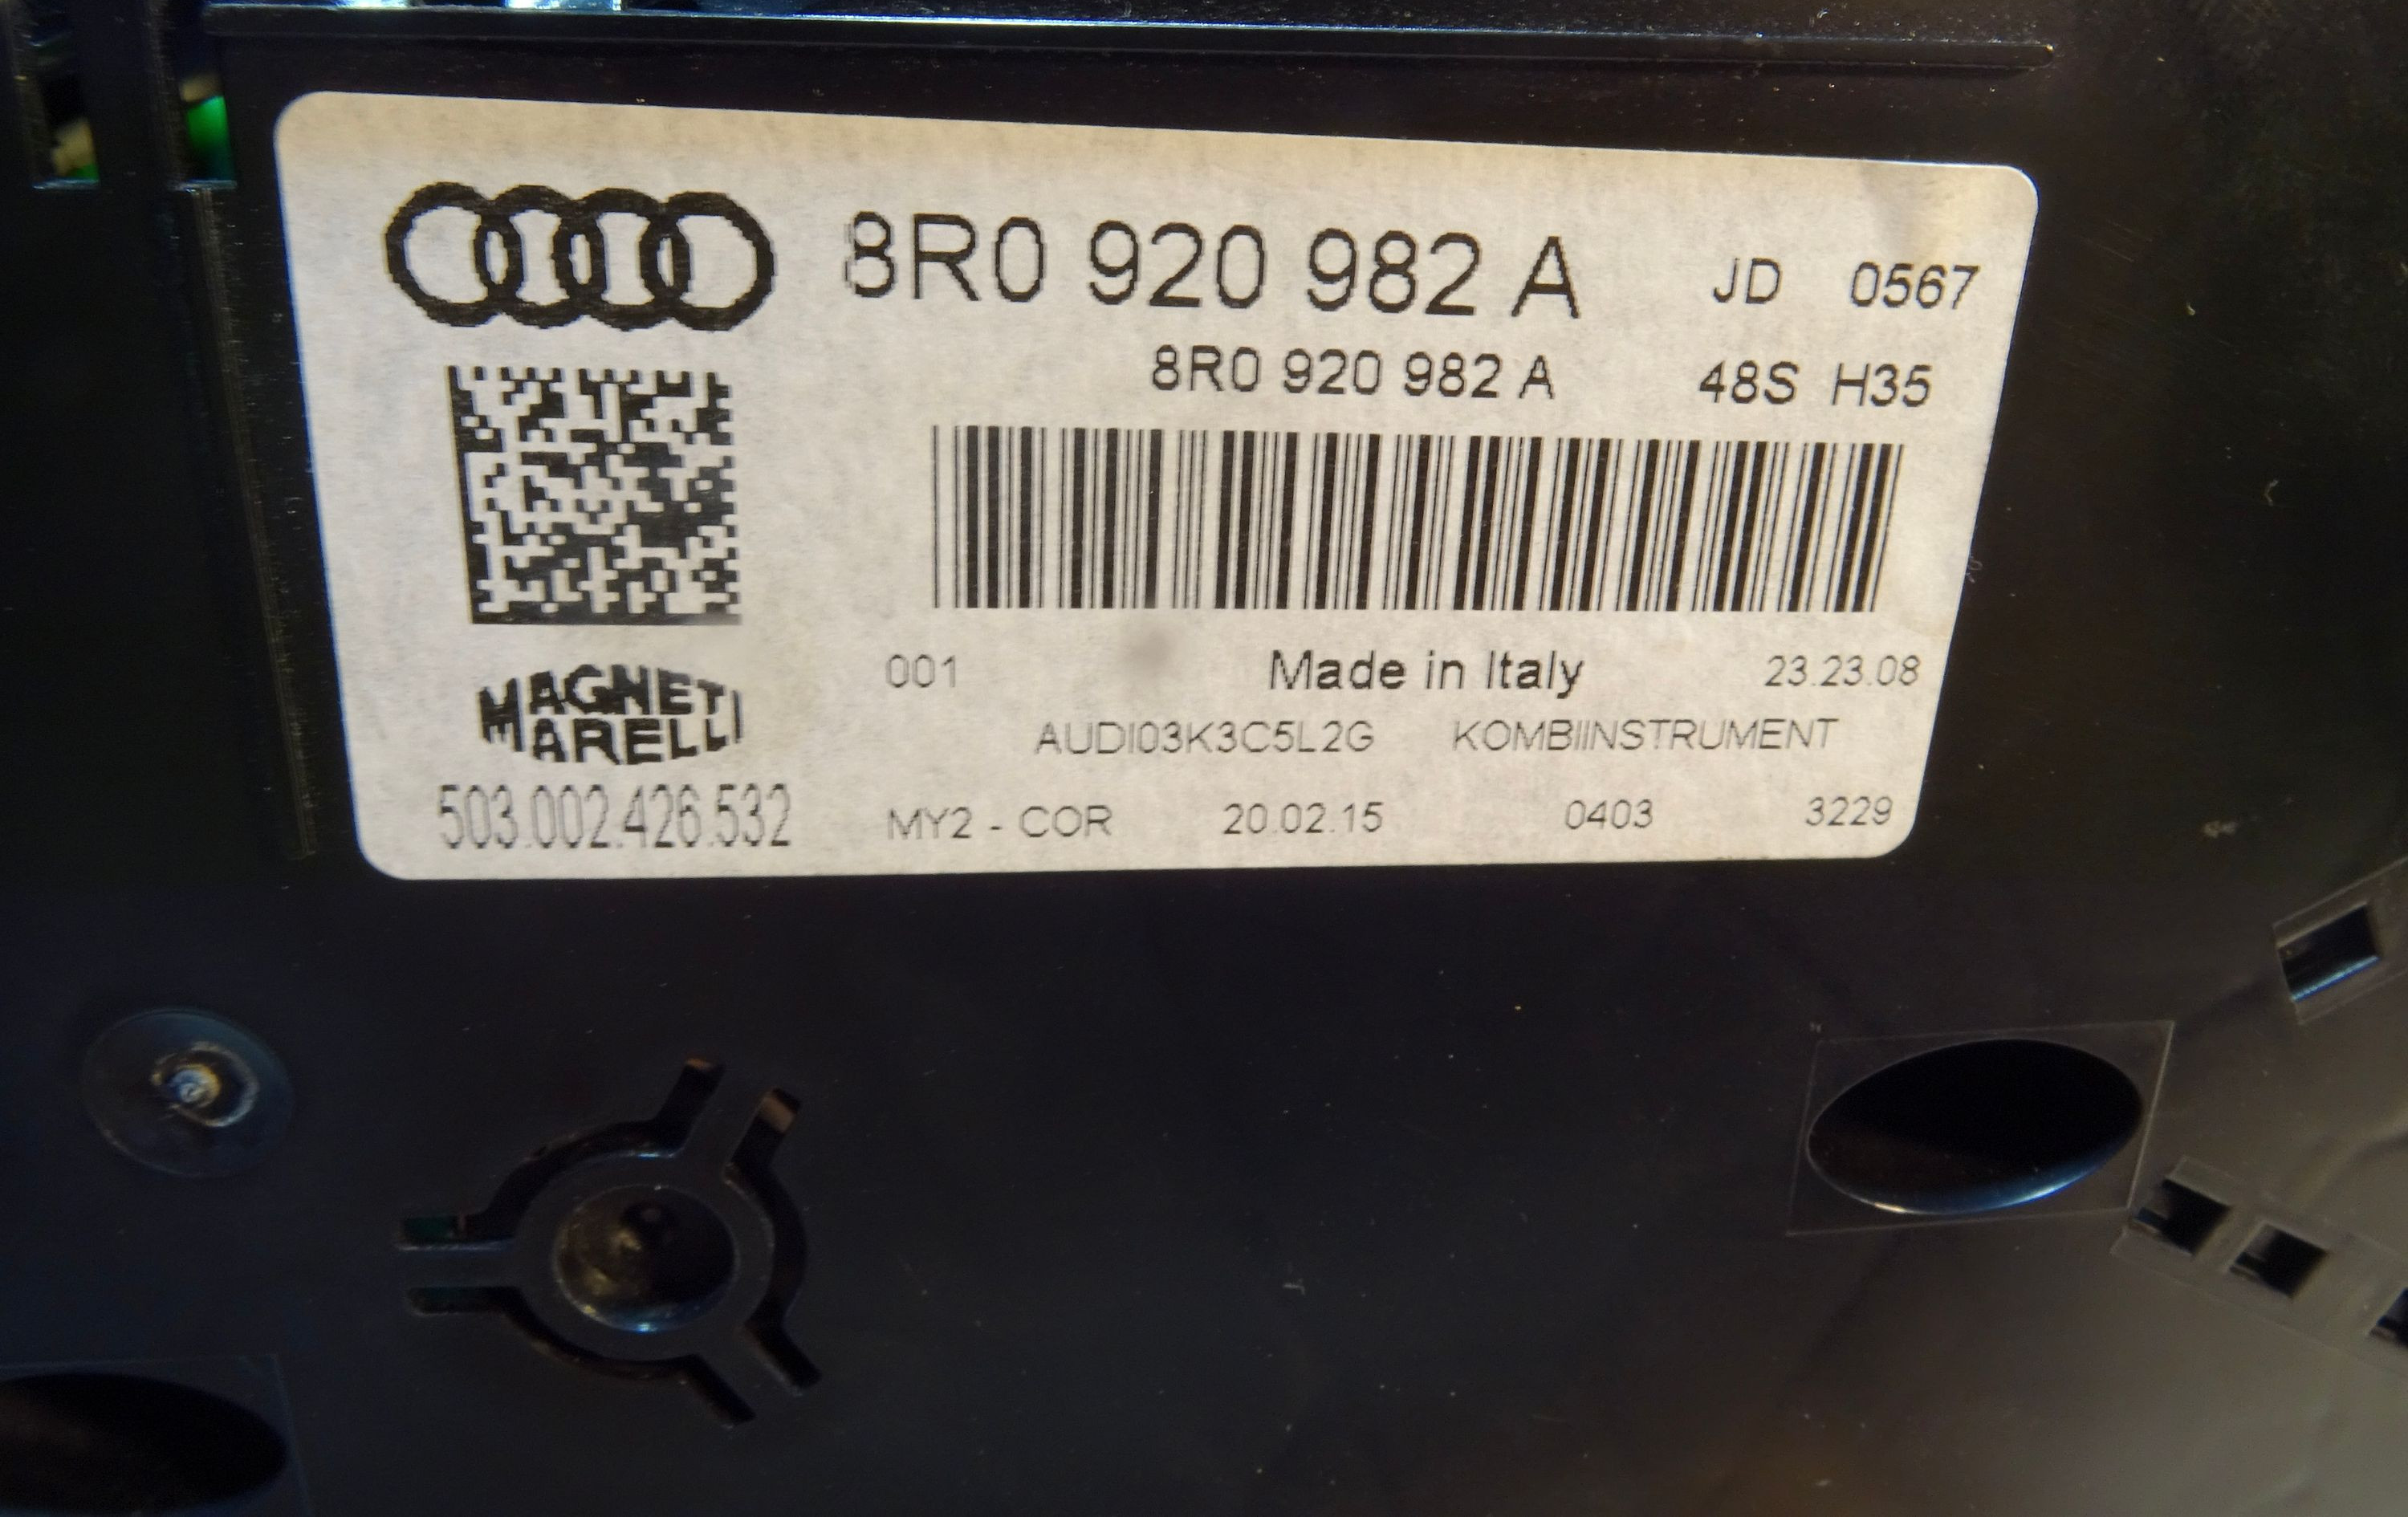 8R0 920 982 A JD 0567
8R0 920 982 A 48S H35
001 Made in Italy 23.23.08
MAGNETI
MARELLI
AUDI03K3C5L2G KOMBIINSTRUMENT
503.002.426.532 MY2 - COR 20.02.15 0403 3229